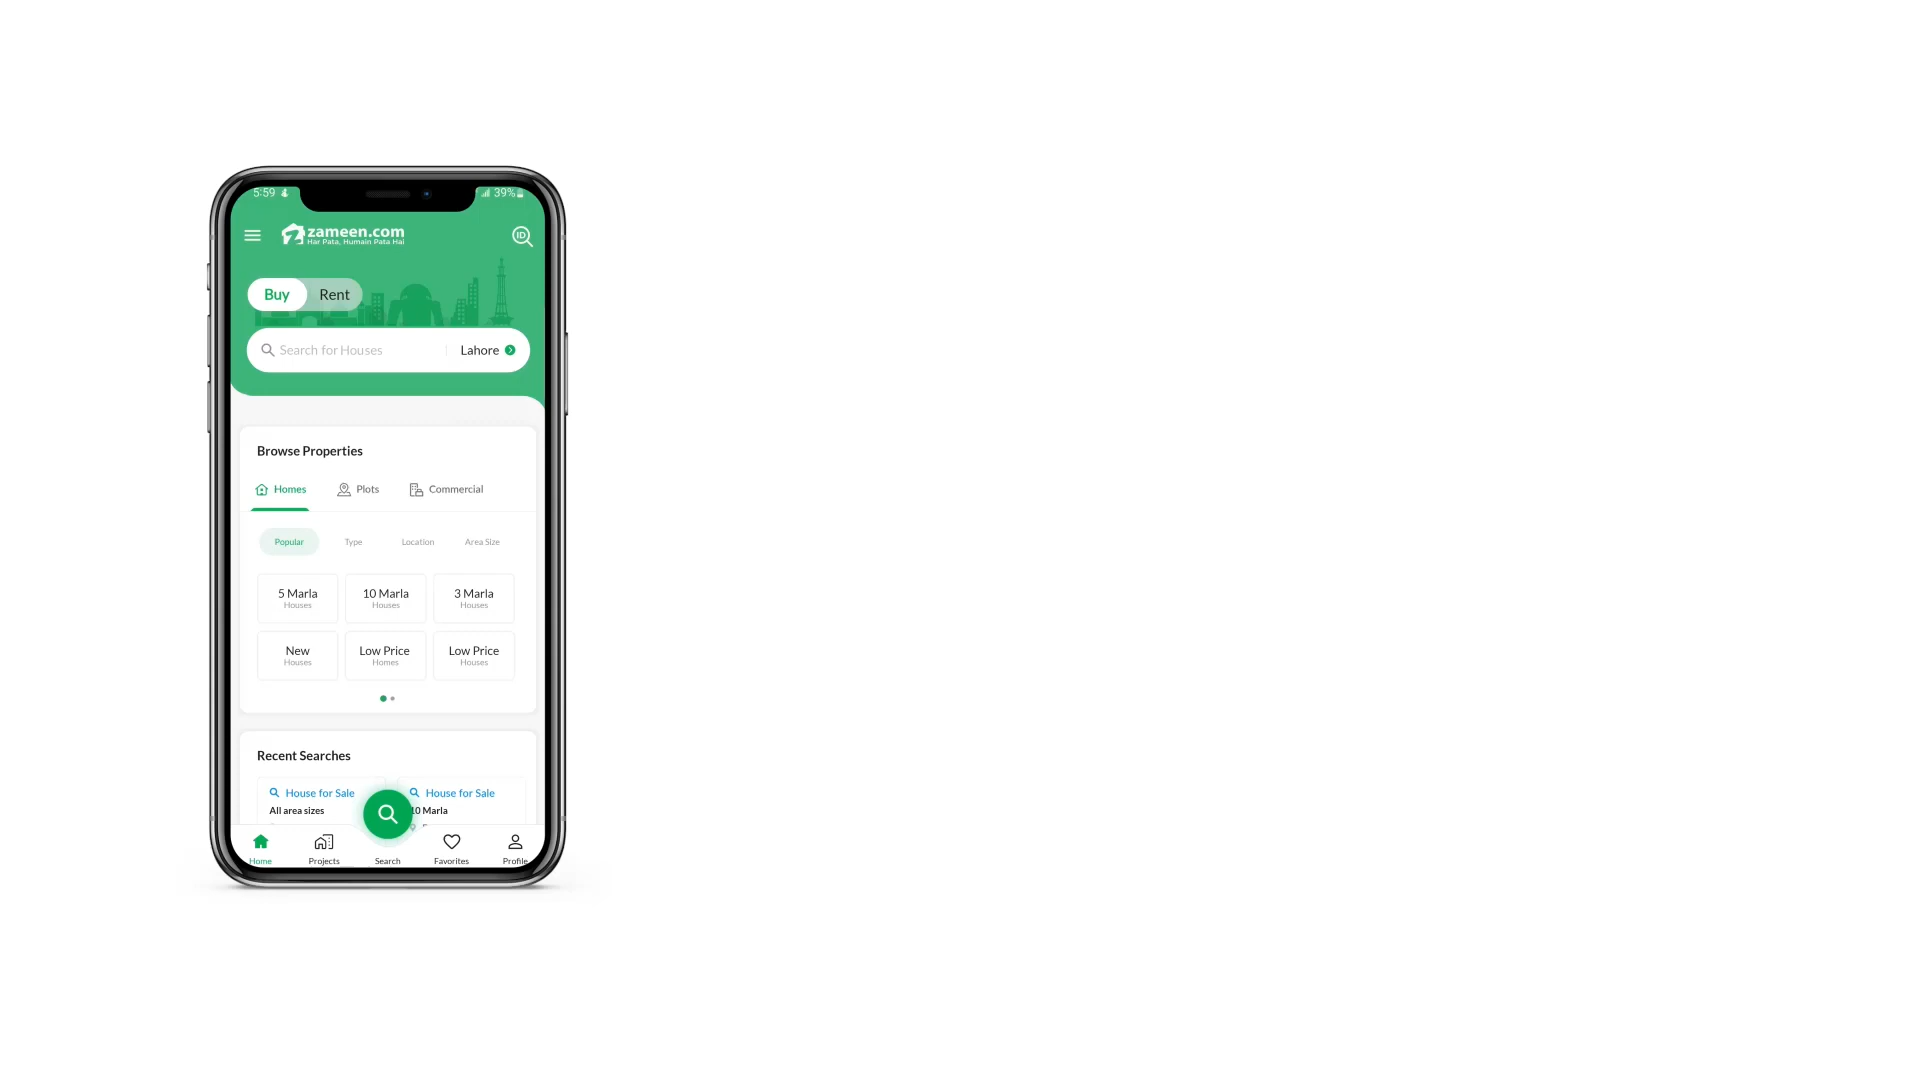 5:59
39%
zameen.com
Har Pata, Humain Pata Hai
ID
Buy Rent
Search for Houses
Lahore
Browse Properties
Homes Plots Commercial
Popular Type Location Area Size
5 Marla 10 Marla 3 Marla
Houses Houses Houses
New Low Price Low Price
Houses Homes Houses
Recent Searches
House for Sale House for Sale
All area sizes 10 Marla
Home Projects Search Favorites Profile